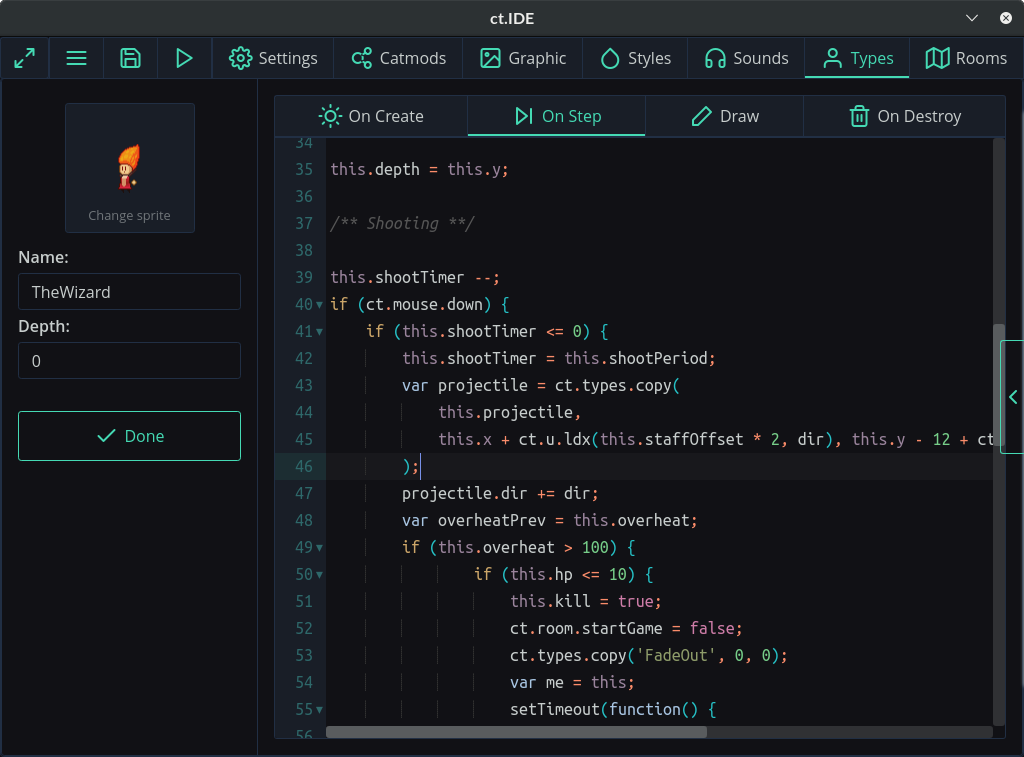 ct.IDE
Settings Catmods Graphic Styles Sounds Types Rooms
On Create On Step Draw On Destroy
Change sprite
Name:
TheWizard
Depth:
0
Done
34
35 this.depth = this.y;
36
37 /** Shooting **/
38
39 this.shootTimer --;
40 if (ct.mouse.down) {
41 if (this.shootTimer <= 0) {
42 this.shootTimer = this.shootPeriod;
43 var projectile = ct.types.copy(
44 this.projectile,
45 this.x + ct.u.ldx(this.staffOffset * 2, dir), this.y - 12 + ct
46 );
47 projectile.dir += dir;
48 var overheatPrev = this.overheat;
49 if (this.overheat > 100) {
50 if (this.hp <= 10) {
51 this.kill = true;
52 ct.room.startGame = false;
53 ct.types.copy('FadeOut', 0, 0);
54 var me = this;
55 setTimeout(function() {
56